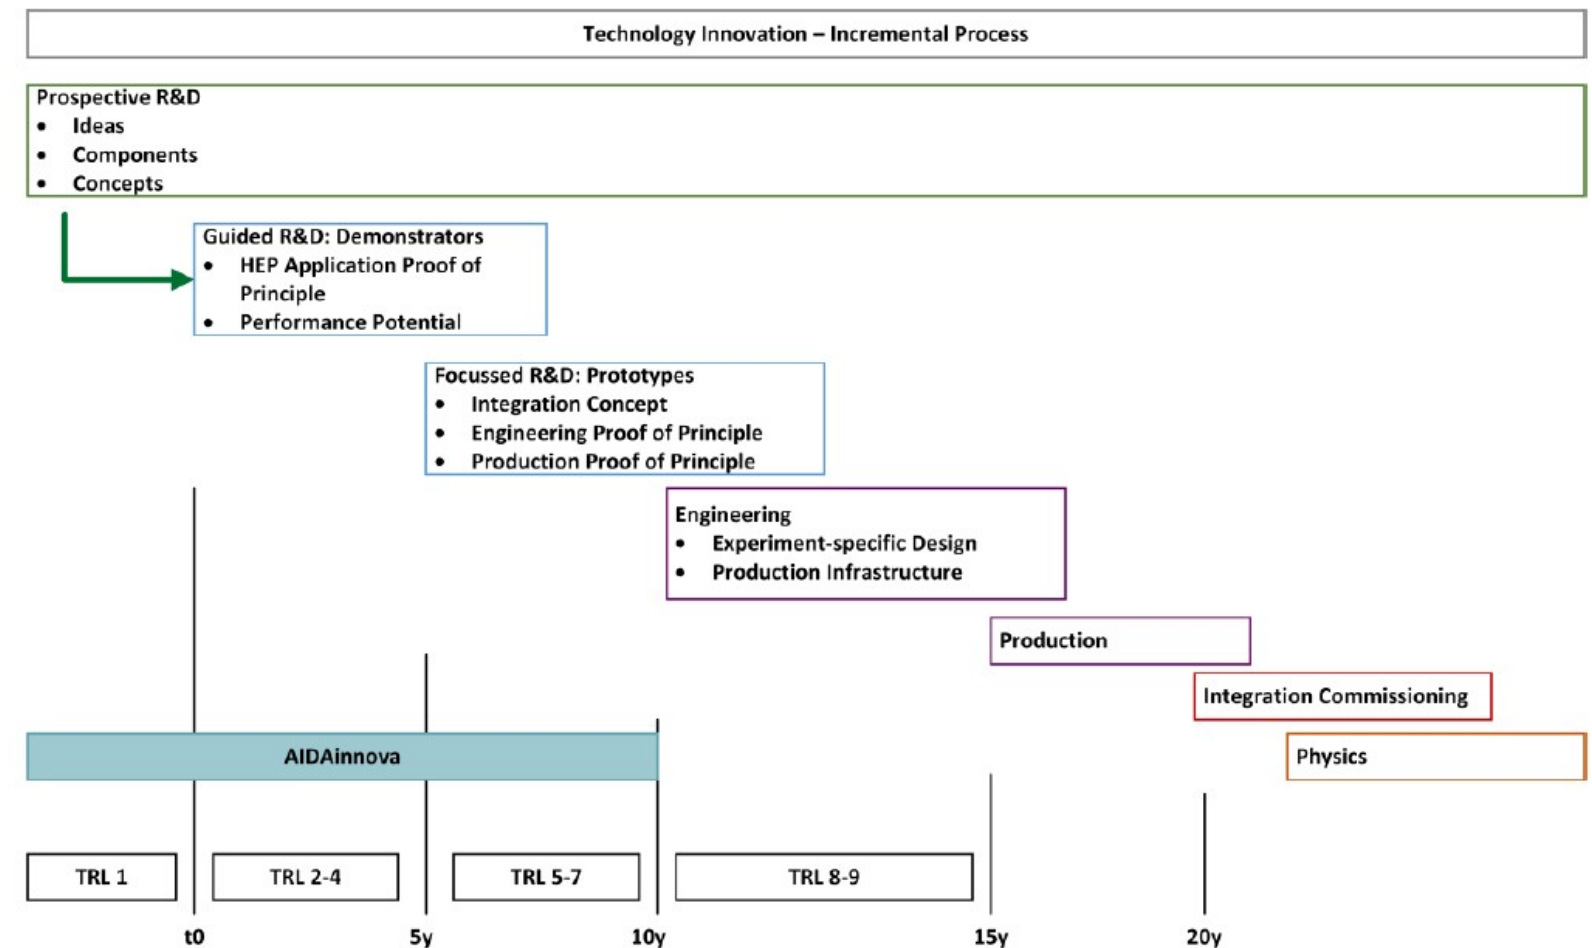 Technology Innovation – Incremental Process
Prospective R&D
• Ideas
• Components
• Concepts
Guided R&D: Demonstrators
• HEP Application Proof of
Principle
• Performance Potential
Focussed R&D: Prototypes
• Integration Concept
• Engineering Proof of Principle
• Production Proof of Principle
Engineering
• Experiment-specific Design
• Production Infrastructure
Production
Integration Commissioning
AIDAinnova
Physics
TRL 1
TRL 2-4
TRL 5-7
TRL 8-9
t0
5y
10y
15y
20y